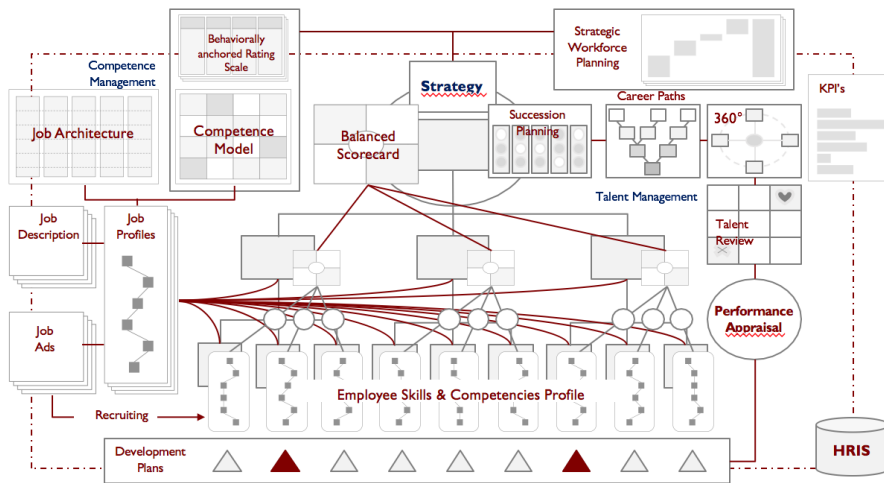 Behaviorally
anchored Rating
Scale
Strategic
Workforce
Planning
Competence
Management
Strategy
KPI's
Career Paths
Job Architecture
Competence
Model
Balanced
Scorecard
Succession
Planning
360°
Talent Management
Job
Description
Job
Profiles
Talent
Review
Performance
Appraisal
Job
Ads
Employee Skills & Competencies Profile
Recruiting
Development
Plans
HRIS